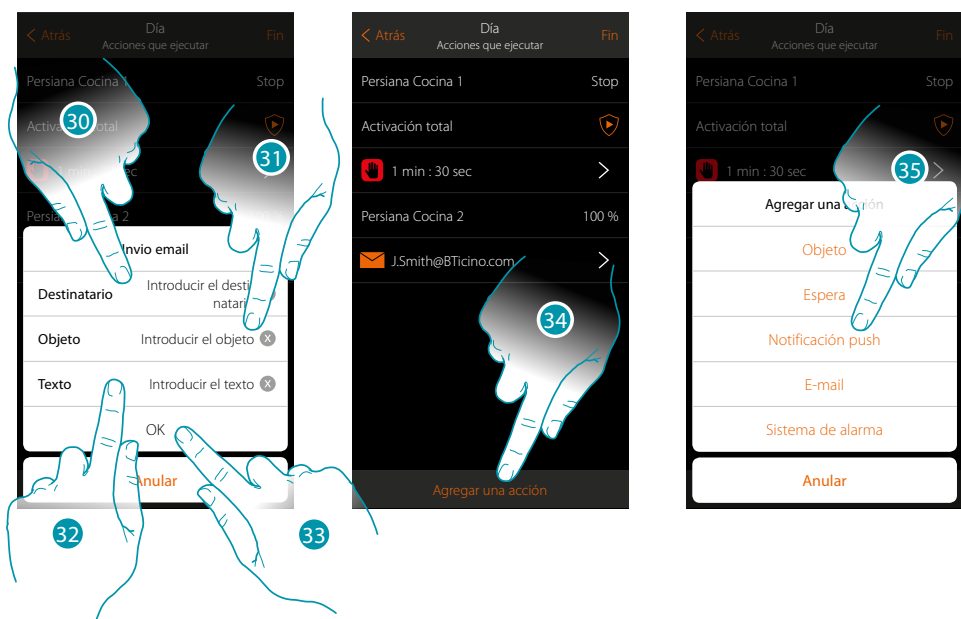 Atrás
Día
Fin
Acciones que ejecutar
Persiana Cocina 1
Stop
30
31
Destinatario
Introducir el
Objeto
Introducir el objeto
X
Texto
Introducir el texto
X
OK
Anular
32
33
Atrás
Día
Fin
Acciones que ejecutar
Persiana Cocina 1
Stop
Activación total
1 min : 30 sec
Persiana Cocina 2
100 %
J.Smith@BTicino.com
34
Agregar una acción
Atrás
Día
Fin
Acciones que ejecutar
Persiana Cocina 1
Stop
Activación total
35
1 min : 30 sec
Agregar una acción
Objeto
Espera
Notificación push
E-mail
Sistema de alarma
Anular